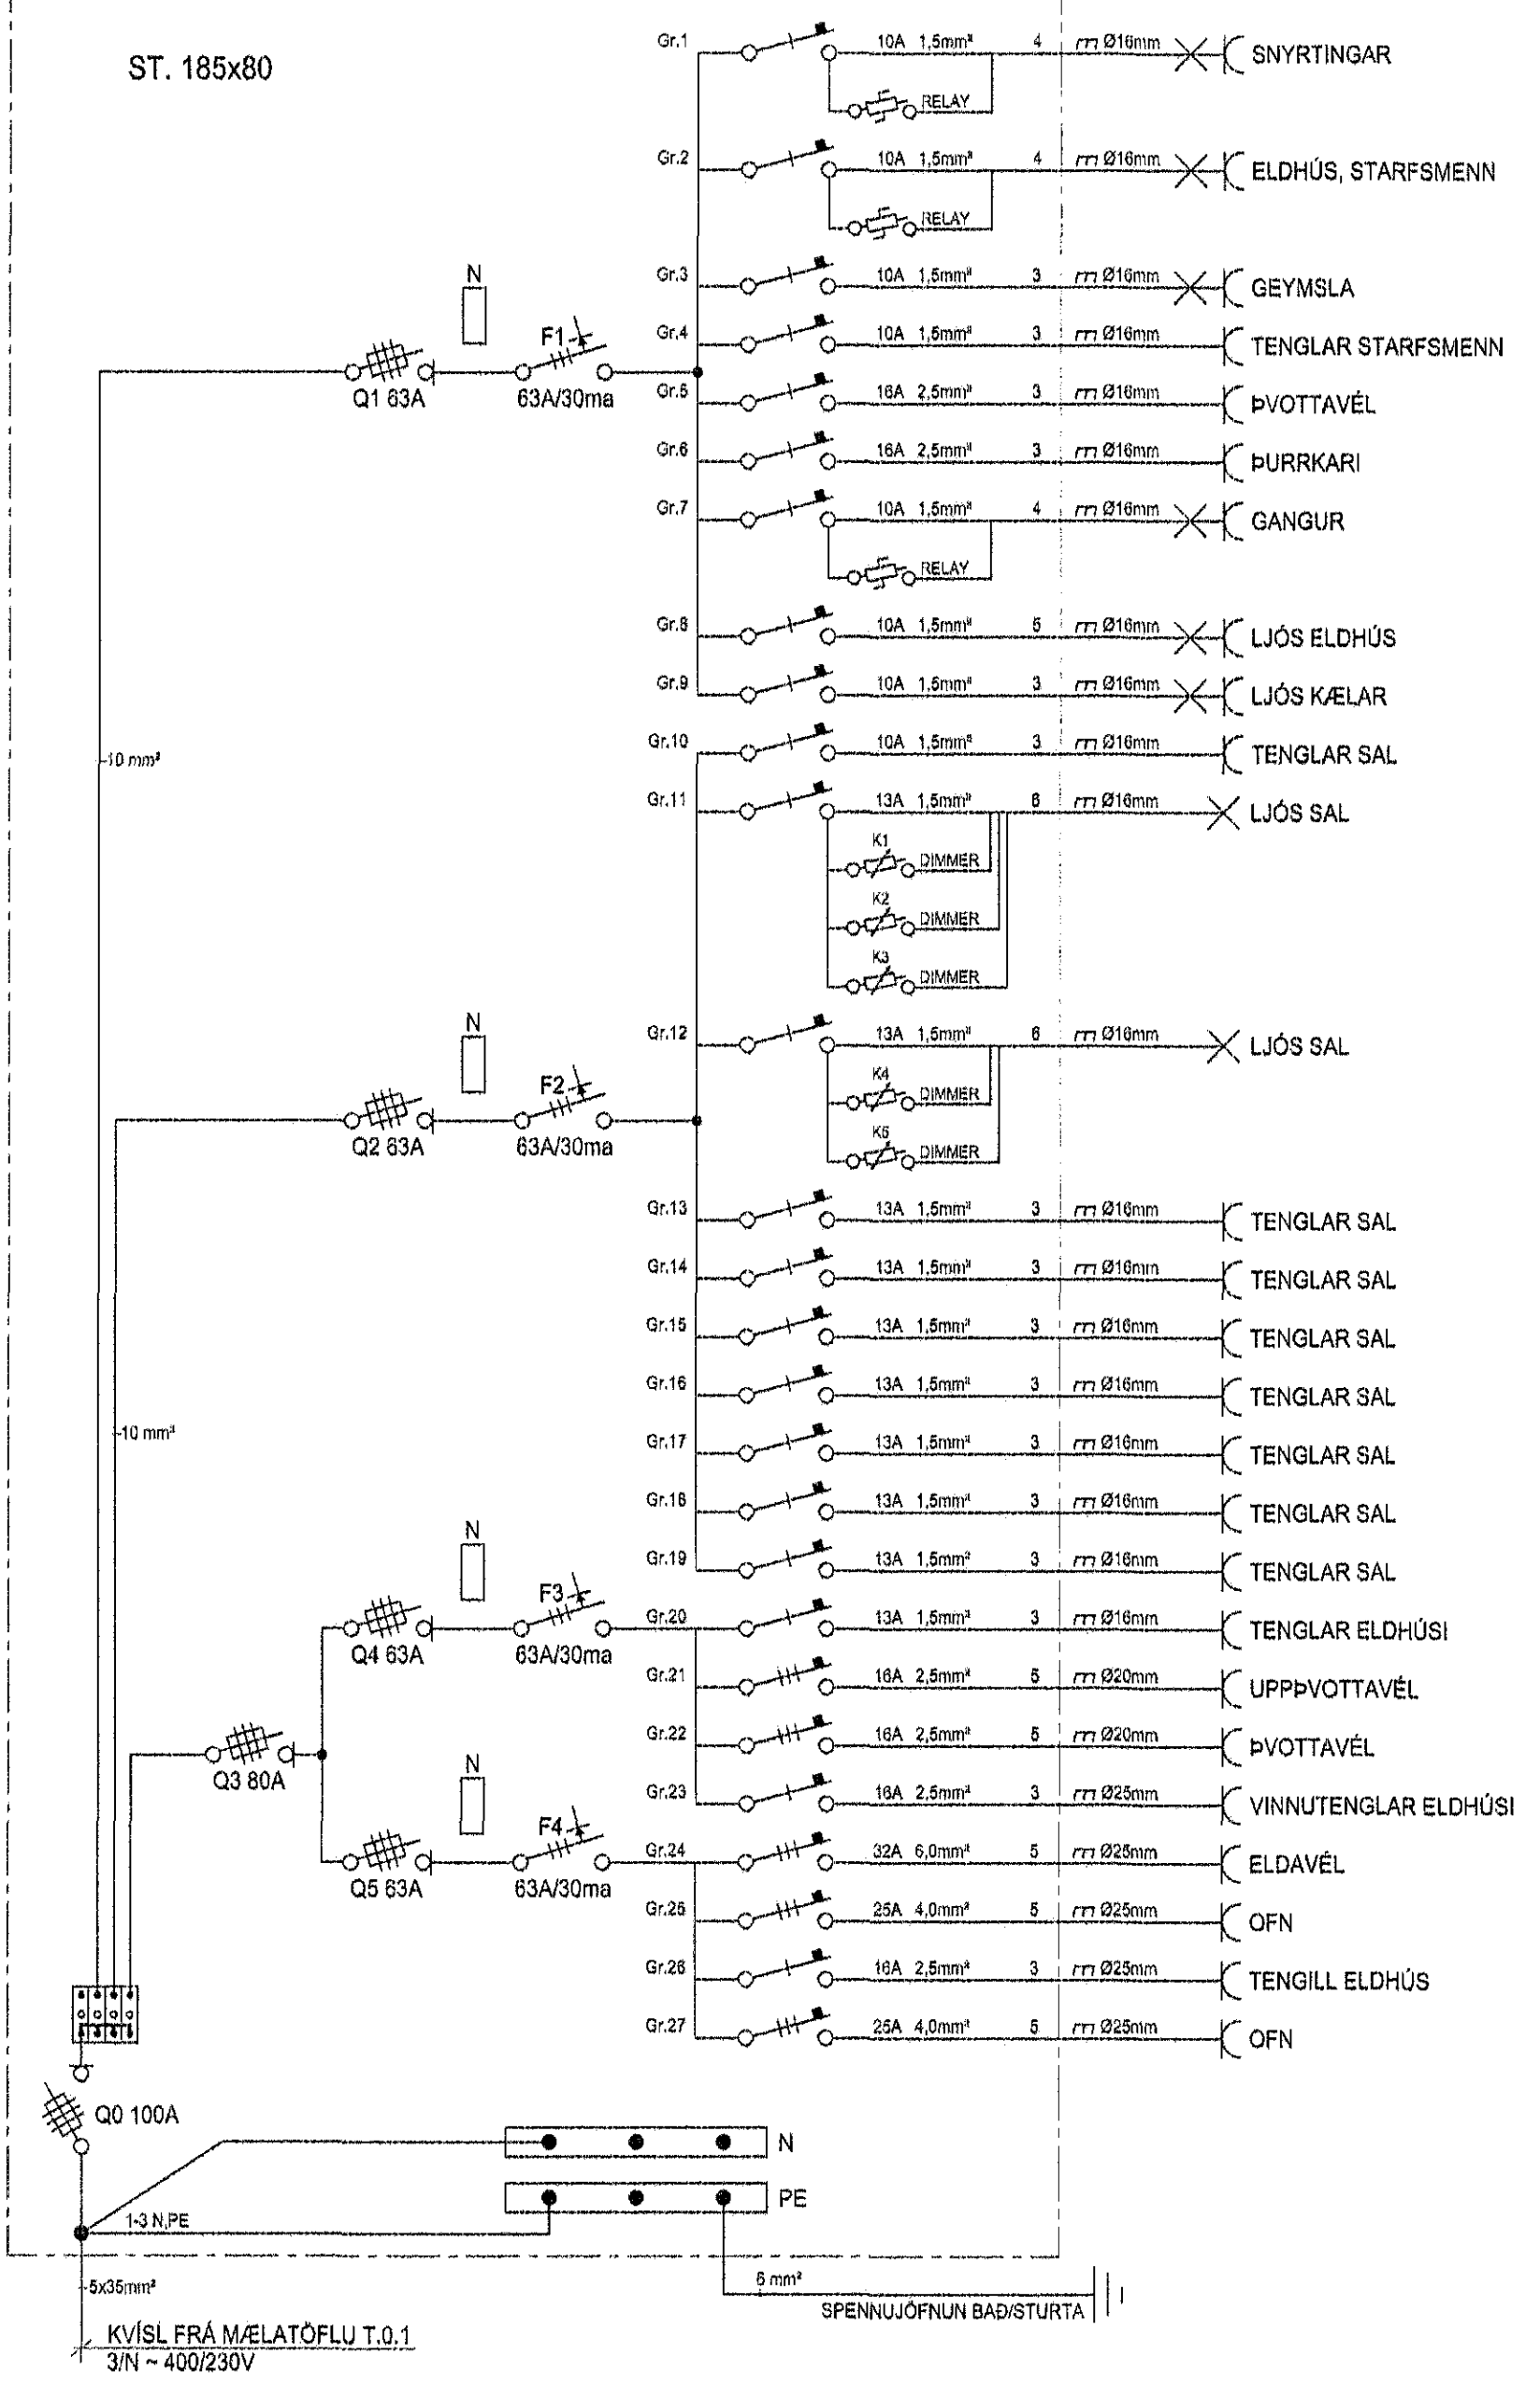 ST. 185x80
Gr.1 10A 1,5mm² 4 Ø16mm SNYRTINGAR
RELAY
Gr.2 10A 1,5mm² 4 Ø16mm ELDHÚS, STARFSMENN
RELAY
Gr.3 10A 1,5mm² 3 Ø16mm GEYMSLA
N
F1
Gr.4 10A 1,5mm² 3 Ø16mm TENGLAR STARFSMENN
Q1 63A 63A/30ma
Gr.5 16A 2,5mm² 3 Ø16mm ÞVOTTAVÉL
Gr.6 16A 2,5mm² 3 Ø16mm ÞURRKARI
Gr.7 10A 1,5mm² 4 Ø16mm GANGUR
RELAY
Gr.8 10A 1,5mm² 5 Ø16mm LJÓS ELDHÚS
Gr.9 10A 1,5mm² 3 Ø16mm LJÓS KÆLAR
10 mm²
Gr.10 10A 1,5mm² 3 Ø16mm TENGLAR SAL
Gr.11 13A 1,5mm² 6 Ø16mm LJÓS SAL
K1 DIMMER
K2 DIMMER
K3 DIMMER
N
Gr.12 13A 1,5mm² 6 Ø16mm LJÓS SAL
F2
K4 DIMMER
Q2 63A 63A/30ma
K5 DIMMER
Gr.13 13A 1,5mm² 3 Ø16mm TENGLAR SAL
Gr.14 13A 1,5mm² 3 Ø16mm TENGLAR SAL
Gr.15 13A 1,5mm² 3 Ø16mm TENGLAR SAL
Gr.16 13A 1,5mm² 3 Ø16mm TENGLAR SAL
10 mm²
Gr.17 13A 1,5mm² 3 Ø16mm TENGLAR SAL
Gr.18 13A 1,5mm² 3 Ø16mm TENGLAR SAL
N
Gr.19 13A 1,5mm² 3 Ø16mm TENGLAR SAL
F3
Gr.20 13A 1,5mm² 3 Ø16mm TENGLAR ELDHÚSI
Q4 63A 63A/30ma
Gr.21 16A 2,5mm² 5 Ø20mm UPPÞVOTTAVÉL
Gr.22 16A 2,5mm² 5 Ø20mm ÞVOTTAVÉL
Q3 80A
N
Gr.23 16A 2,5mm² 3 Ø25mm VINNUTENGLAR ELDHÚSI
F4
Gr.24 32A 6,0mm² 5 Ø25mm ELDAVÉL
Q5 63A 63A/30ma
Gr.25 25A 4,0mm² 5 Ø25mm OFN
Gr.26 16A 2,5mm² 3 Ø25mm TENGILL ELDHÚS
Gr.27 25A 4,0mm² 5 Ø25mm OFN
Q0 100A
N
PE
1-3 N,PE
5x35mm²
6 mm²
SPENNUJÖFNUN BAÐ/STURTA
KVÍSL FRÁ MÆLATÖFLU T.0.1
3/N ~ 400/230V